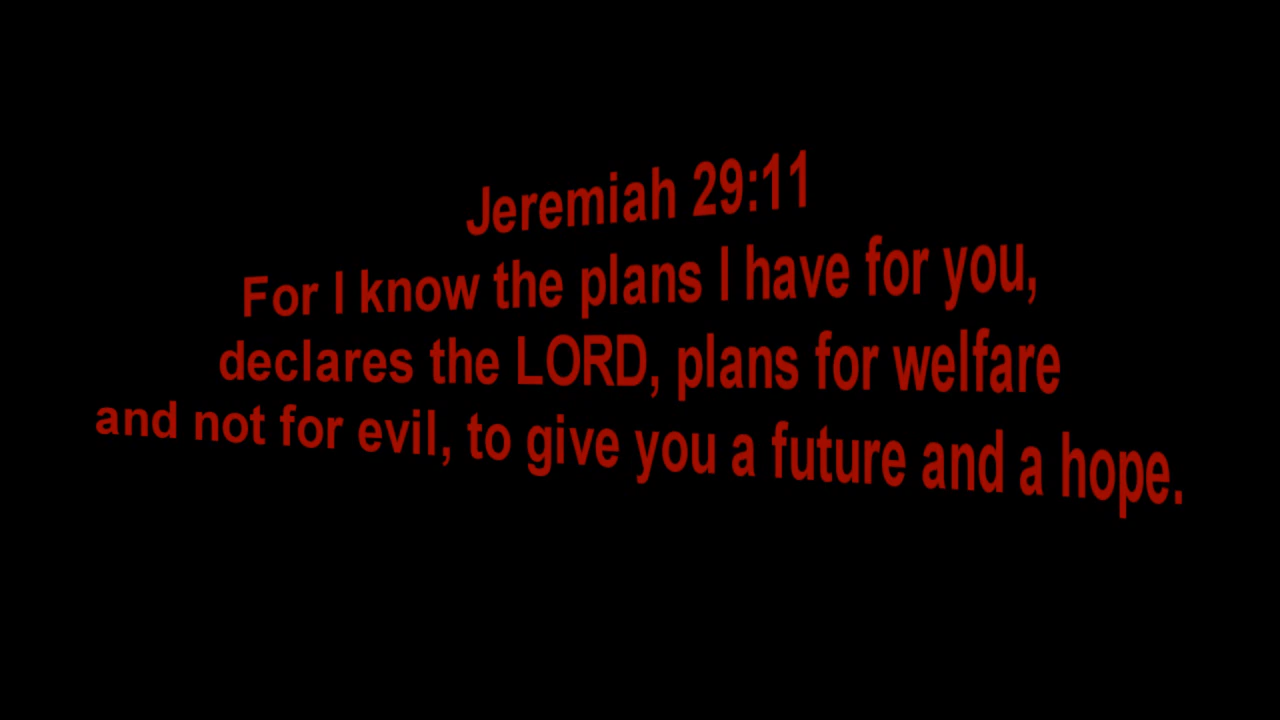 Jeremiah 29:11
For I know the plans I have for you,
declares the LORD, plans for welfare
and not for evil, to give you a future and a hope.